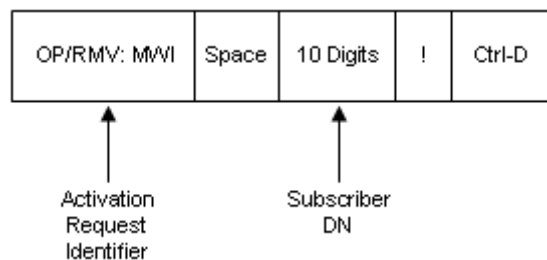 OP/RMV: MWI Space 10 Digits ! Ctrl-D
Activation Request Identifier
Subscriber DN